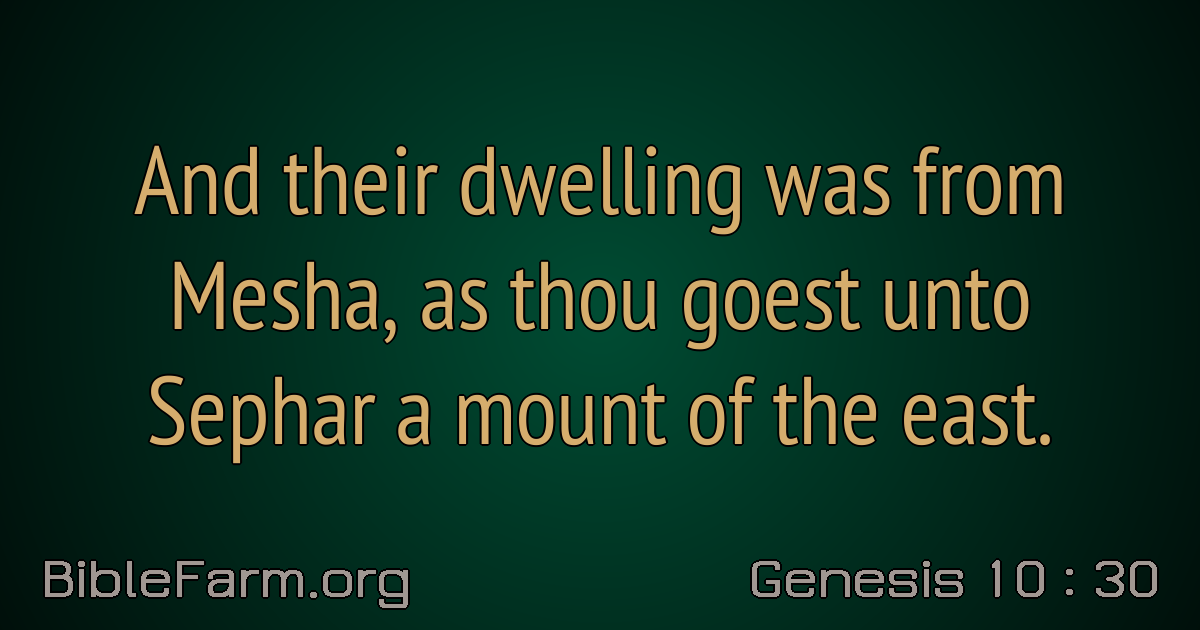 And their dwelling was from
Mesha, as thou goest unto
Sephar a mount of the east.
BibleFarm.org
Genesis 10 : 30